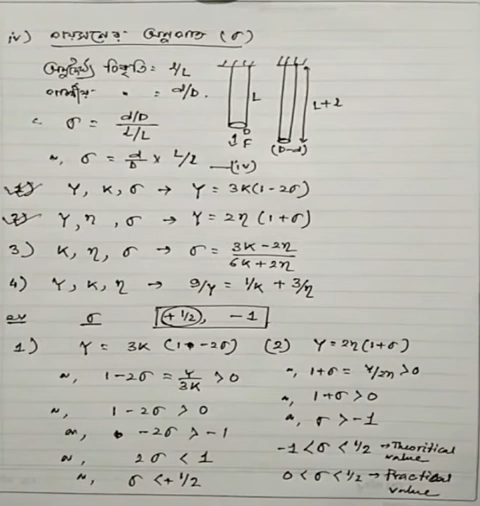 iv) পয়সনের অনুপাত (σ)
অনুদৈর্ঘ্য বিকৃতি = l/L
পার্শ্বীয় " = d/D.
∴ σ = d/D / l/L
বা, σ = d/D × L/l —(iv)
L
D
F
L+l
(D-d)
1) Y, K, σ → Y = 3K(1-2σ)
2) Y, η, σ → Y = 2η (1+σ)
3) K, η, σ → σ = 3K-2η / 6K+2η
4) Y, K, η → 9/Y = 1/K + 3/η
σ +1/2, -1
1) Y = 3K (1-2σ)
বা, 1-2σ = Y/3K > 0
বা, 1-2σ > 0
বা, -2σ > -1
বা, 2σ < 1
বা, σ < +1/2
(2) Y = 2η(1+σ)
বা, 1+σ = Y/2η > 0
বা, 1+σ > 0
বা, σ > -1
-1 < σ < 1/2 → Theoritical value
0 < σ < 1/2 → Practical value